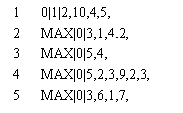 1 0|1|2,10,4,5,
2 MAX|0|3,1,4.2,
3 MAX|0|5,4,
4 MAX|0|5,2,3,9,2,3,
5 MAX|0|3,6,1,7,